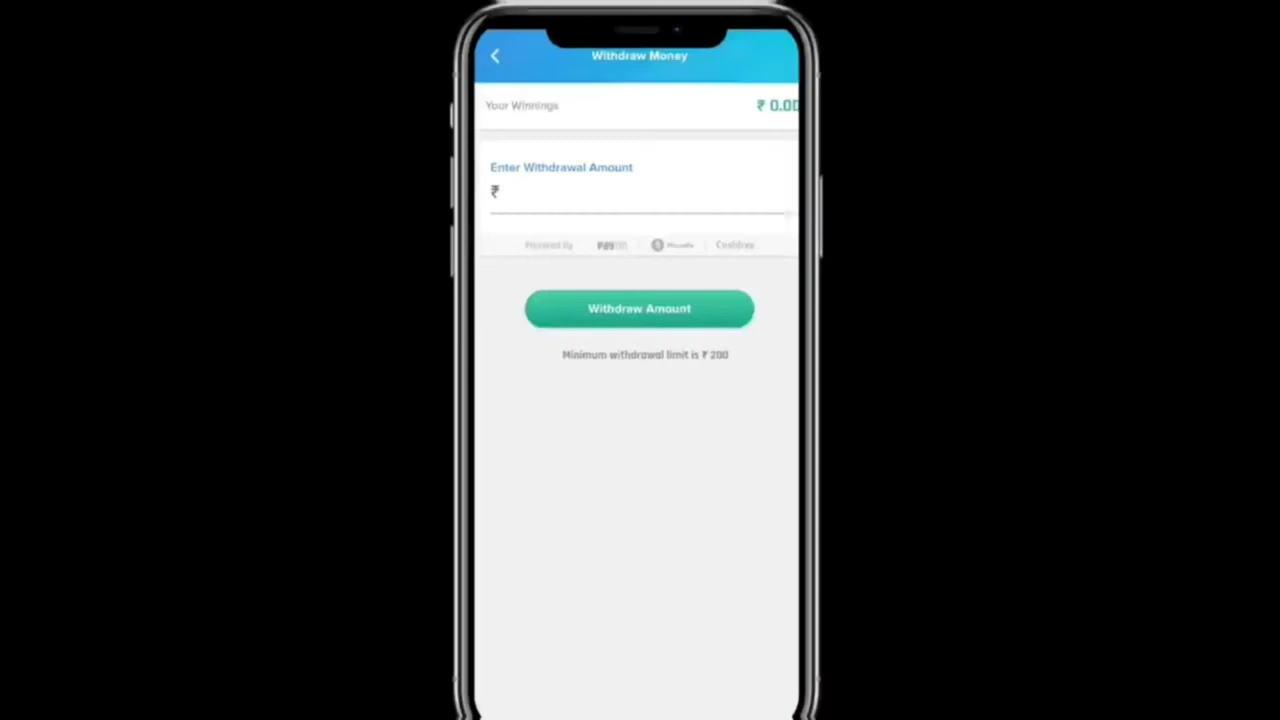 Withdraw Money
Your Winnings
₹ 0.00
Enter Withdrawal Amount
₹
Powered By
Withdraw Amount
Minimum withdrawal limit is ₹ 200